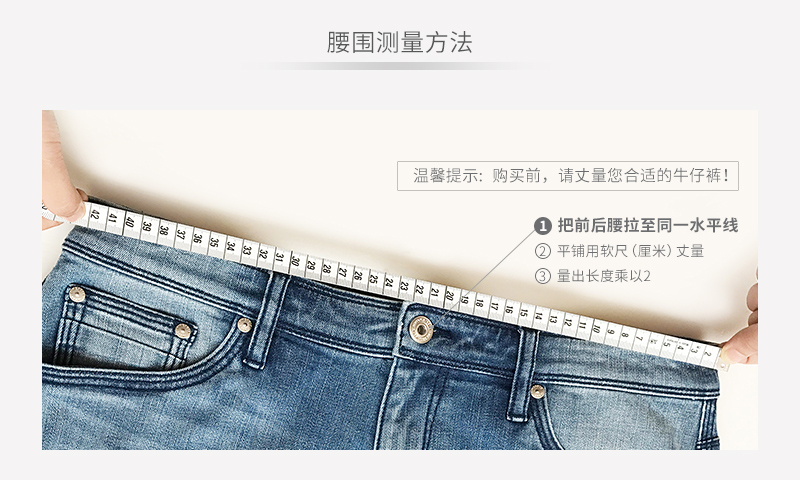 腰围测量方法
温馨提示: 购买前，请丈量您合适的牛仔裤!
① 把前后腰拉至同一水平线
② 平铺用软尺(厘米)丈量
③ 量出长度乘以2
42 41 40 39 38 37 36 35 34 33 32 31 30 29 28 27 26 25 24 23 22 21 20 19 18 17 16 15 14 13 12 11 10 9 8 7 5 4 3 2